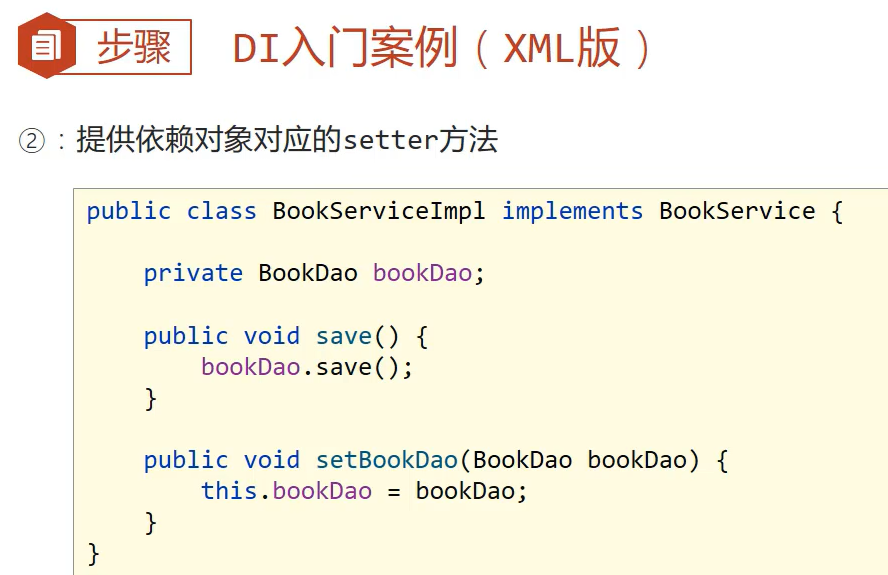 步骤
DI入门案例（XML版）
②：提供依赖对象对应的setter方法
public class BookServiceImpl implements BookService {
    private BookDao bookDao;
    public void save() {
        bookDao.save();
    }
    public void setBookDao(BookDao bookDao) {
        this.bookDao = bookDao;
    }
}